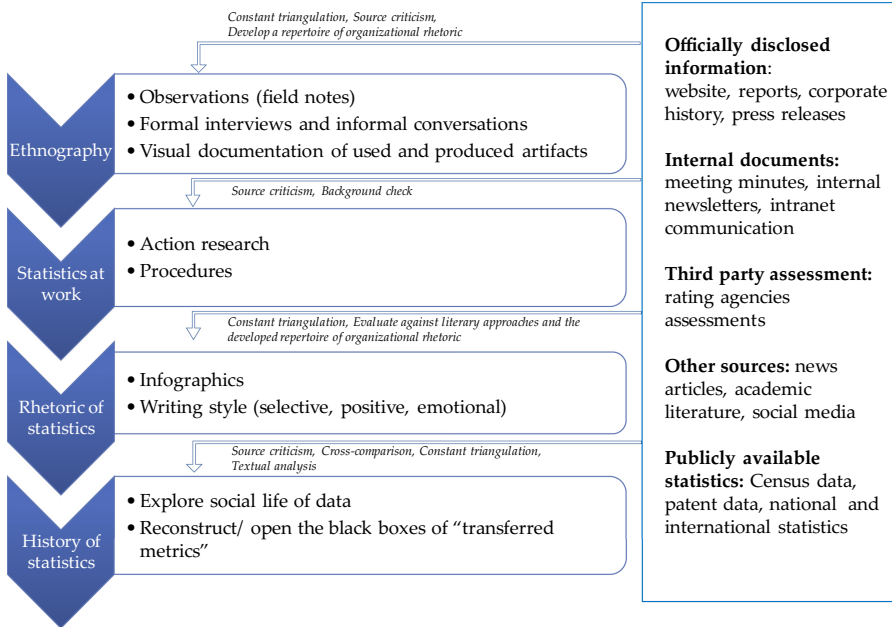 Constant triangulation, Source criticism,
Develop a repertoire of organizational rhetoric
Ethnography
• Observations (field notes)
• Formal interviews and informal conversations
• Visual documentation of used and produced artifacts
Source criticism, Background check
Statistics at
work
• Action research
• Procedures
Constant triangulation, Evaluate against literary approaches and the
developed repertoire of organizational rhetoric
Rhetoric of
statistics
• Infographics
• Writing style (selective, positive, emotional)
Source criticism, Cross-comparison, Constant triangulation,
Textual analysis
History of
statistics
• Explore social life of data
• Reconstruct/ open the black boxes of “transferred
metrics”
Officially disclosed
information:
website, reports, corporate
history, press releases
Internal documents:
meeting minutes, internal
newsletters, intranet
communication
Third party assessment:
rating agencies
assessments
Other sources: news
articles, academic
literature, social media
Publicly available
statistics: Census data,
patent data, national and
international statistics